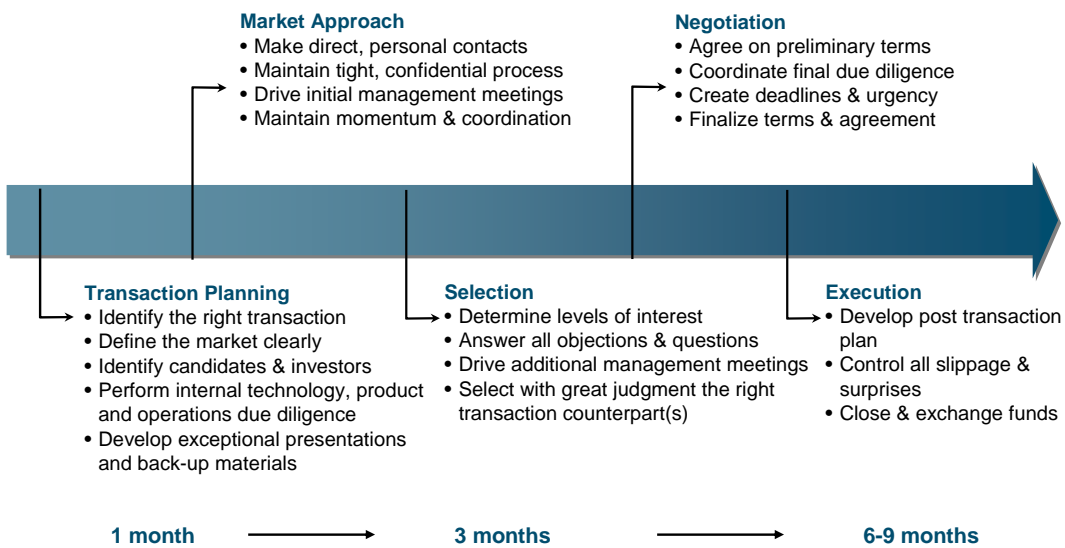 Market Approach
• Make direct, personal contacts
• Maintain tight, confidential process
• Drive initial management meetings
• Maintain momentum & coordination
Negotiation
• Agree on preliminary terms
• Coordinate final due diligence
• Create deadlines & urgency
• Finalize terms & agreement
Transaction Planning
• Identify the right transaction
• Define the market clearly
• Identify candidates & investors
• Perform internal technology, product
and operations due diligence
• Develop exceptional presentations
and back-up materials
Selection
• Determine levels of interest
• Answer all objections & questions
• Drive additional management meetings
• Select with great judgment the right
transaction counterpart(s)
Execution
• Develop post transaction
plan
• Control all slippage &
surprises
• Close & exchange funds
1 month
3 months
6-9 months